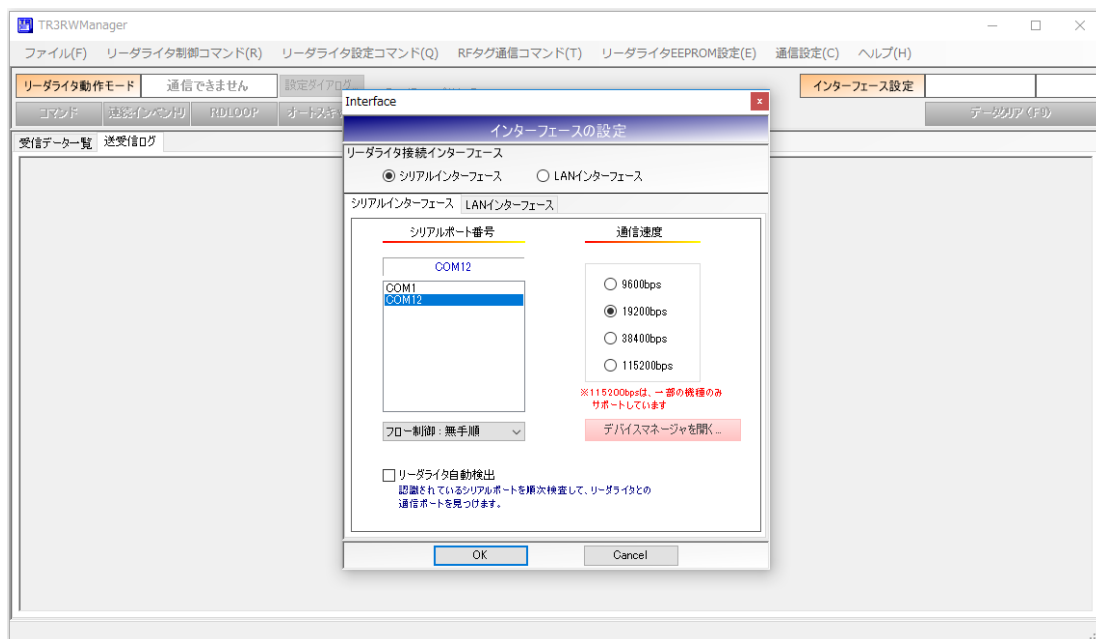 TR3RWManager
ファイル(F) リーダライタ制御コマンド(R) リーダライタ設定コマンド(Q) RFタグ通信コマンド(T) リーダライタEEPROM設定(E) 通信設定(C) ヘルプ(H)
リーダライタ動作モード 通信できません 設定ダイアログ インターフェース設定
コマンド 連続インベントリ RDLOOP オートスキャ データクリア(F9)
受信データ一覧 送受信ログ
Interface
インターフェースの設定
リーダライタ接続インターフェース
シリアルインターフェース LANインターフェース
シリアルインターフェース LANインターフェース
シリアルポート番号 通信速度
COM12
COM1
COM12
9600bps
19200bps
38400bps
115200bps
※115200bpsは、一部の機種のみ
サポートしています
フロー制御:無手順 デバイスマネージャを開く...
リーダライタ自動検出
認識されているシリアルポートを順次検査して、リーダライタとの
通信ポートを見つけます。
OK Cancel